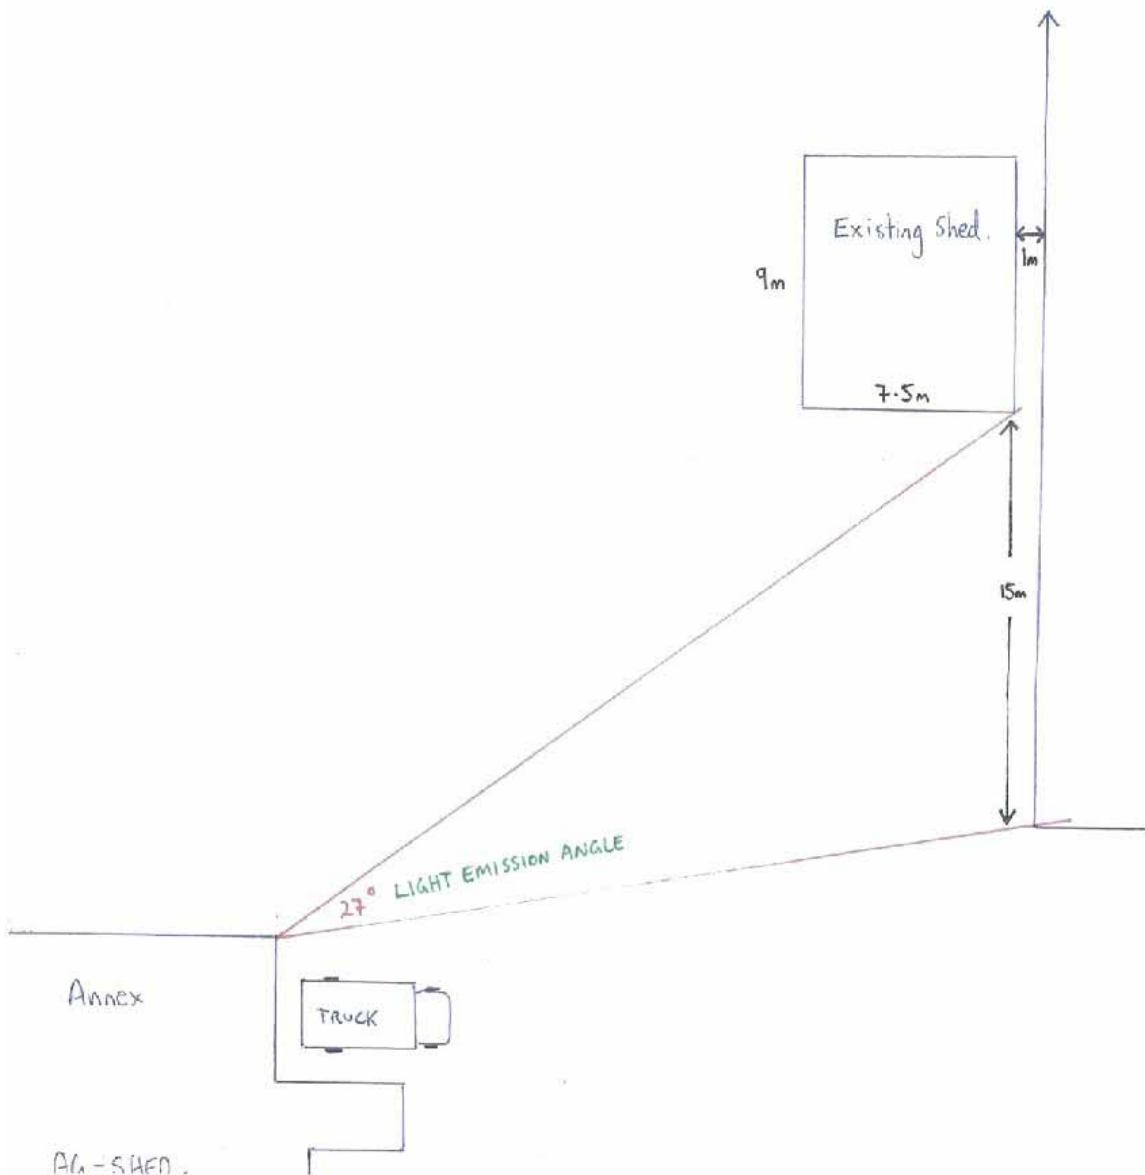 Existing Shed.
1m
9m
7.5m
15m
27° LIGHT EMISSION ANGLE
Annex
TRUCK
AG-SHED.